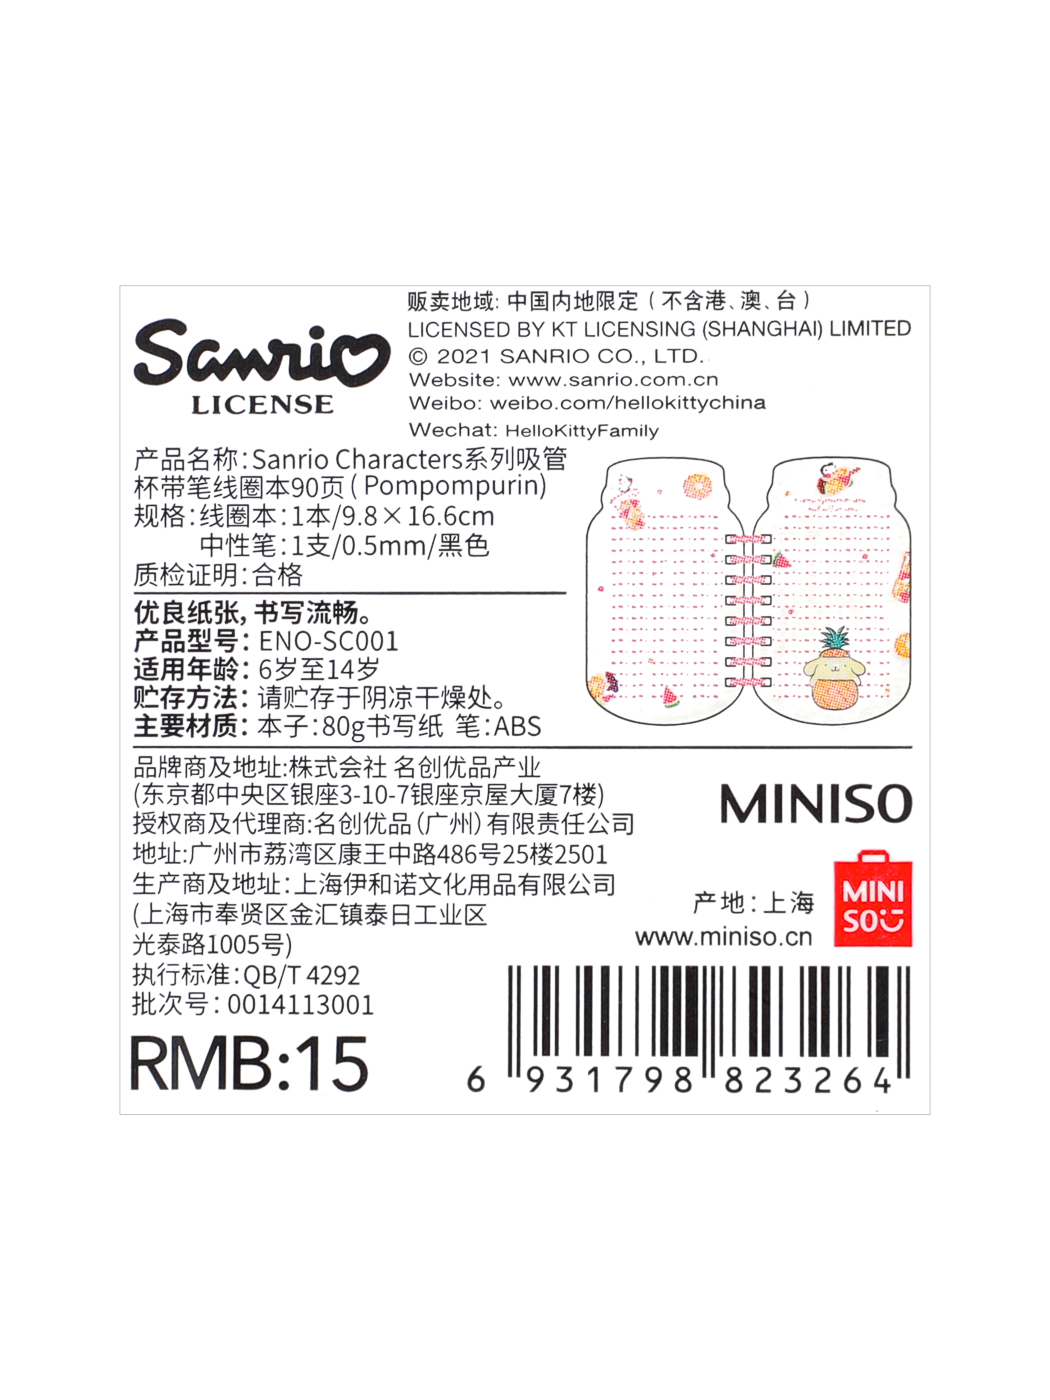 Sanrio
LICENSE
贩卖地域: 中国内地限定（不含港、澳、台）
LICENSED BY KT LICENSING (SHANGHAI) LIMITED
© 2021 SANRIO CO., LTD.
Website: www.sanrio.com.cn
Weibo: weibo.com/hellokittychina
Wechat: HelloKittyFamily
产品名称:Sanrio Characters系列吸管
杯带笔线圈本90页(Pompompurin)
规格:线圈本:1本/9.8×16.6cm
中性笔:1支/0.5mm/黑色
质检证明:合格
优良纸张,书写流畅。
产品型号: ENO-SC001
适用年龄: 6岁至14岁
贮存方法: 请贮存于阴凉干燥处。
主要材质: 本子:80g书写纸 笔:ABS
品牌商及地址:株式会社 名创优品产业
(东京都中央区银座3-10-7银座京屋大厦7楼)
授权商及代理商:名创优品(广州)有限责任公司
地址:广州市荔湾区康王中路486号25楼2501
生产商及地址:上海伊和诺文化用品有限公司
(上海市奉贤区金汇镇泰日工业区
光泰路1005号)
执行标准:QB/T 4292
批次号:0014113001
RMB:15
MINISO
产地:上海
www.miniso.cn
MINI
SO
6 931798 823264